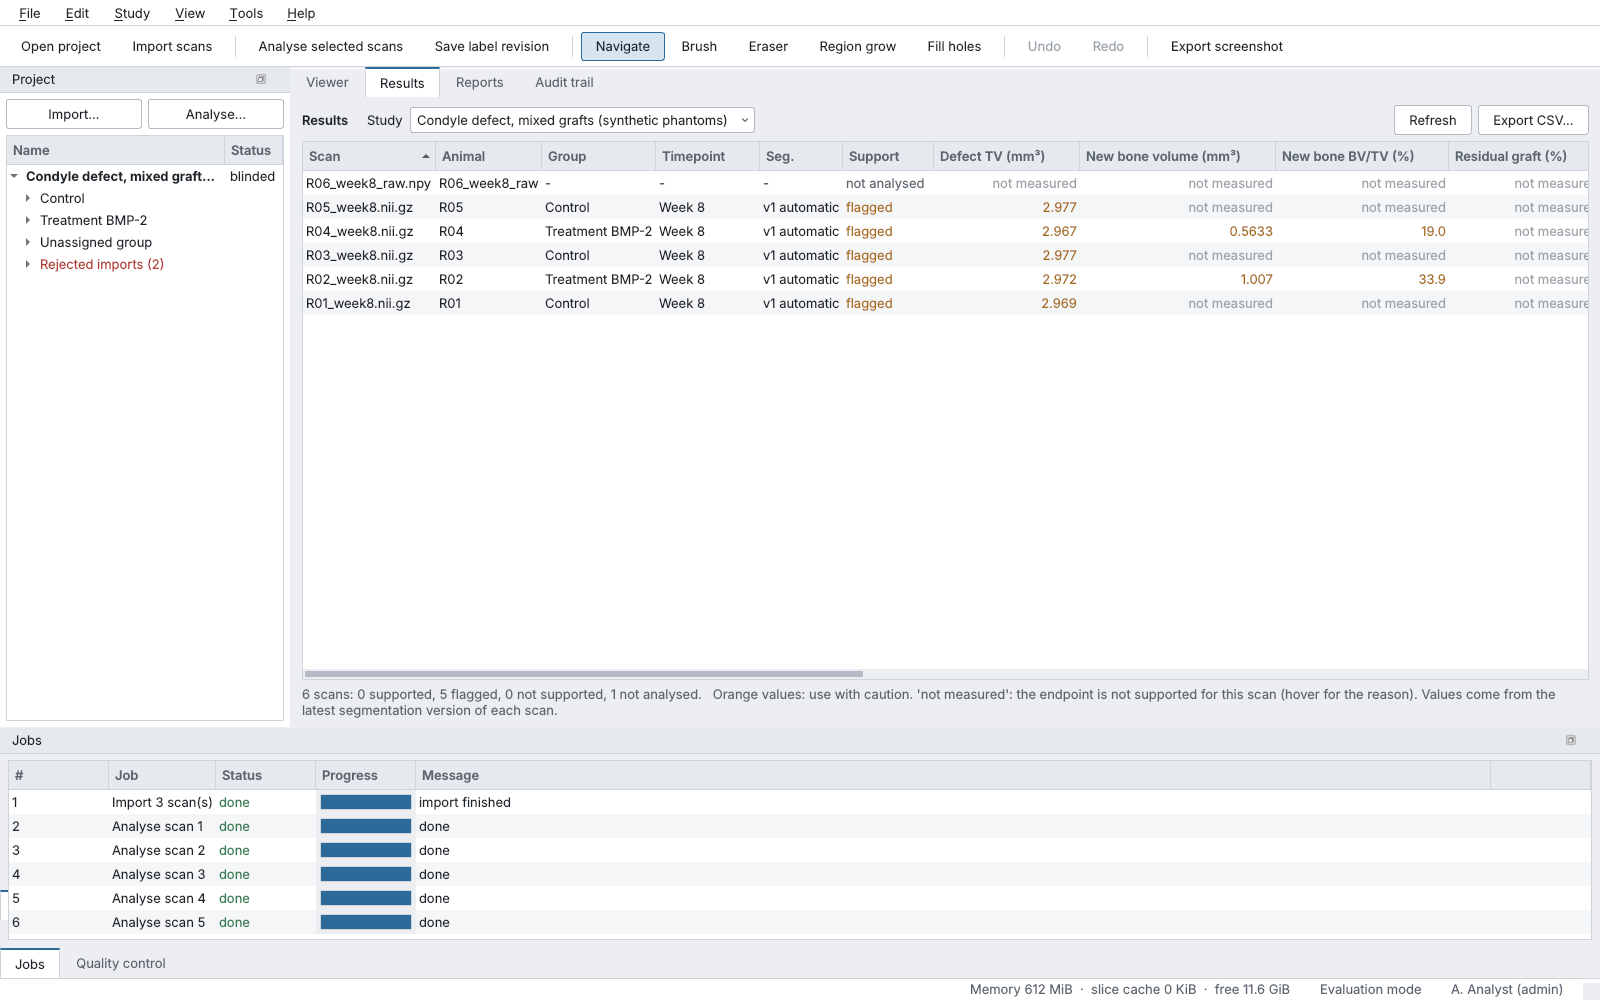 File Edit Study View Tools Help
Open project Import scans Analyse selected scans Save label revision Navigate Brush Eraser Region grow Fill holes Undo Redo Export screenshot
Project
Import... Analyse...
Name Status
Condyle defect, mixed graft... blinded
Control
Treatment BMP-2
Unassigned group
Rejected imports (2)
Viewer Results Reports Audit trail
Results Study Condyle defect, mixed grafts (synthetic phantoms) Refresh Export CSV...
Scan Animal Group Timepoint Seg. Support Defect TV (mm³) New bone volume (mm³) New bone BV/TV (%) Residual graft (%)
R06_week8_raw.npy R06_week8_raw - - - not analysed not measured not measured not measured not measure
R05_week8.nii.gz R05 Control Week 8 v1 automatic flagged 2.977 not measured not measured not measure
R04_week8.nii.gz R04 Treatment BMP-2 Week 8 v1 automatic flagged 2.967 0.5633 19.0 not measure
R03_week8.nii.gz R03 Control Week 8 v1 automatic flagged 2.977 not measured not measured not measure
R02_week8.nii.gz R02 Treatment BMP-2 Week 8 v1 automatic flagged 2.972 1.007 33.9 not measure
R01_week8.nii.gz R01 Control Week 8 v1 automatic flagged 2.969 not measured not measured not measure
6 scans: 0 supported, 5 flagged, 0 not supported, 1 not analysed. Orange values: use with caution. 'not measured': the endpoint is not supported for this scan (hover for the reason). Values come from the
latest segmentation version of each scan.
Jobs
# Job Status Progress Message
1 Import 3 scan(s) done import finished
2 Analyse scan 1 done done
3 Analyse scan 2 done done
4 Analyse scan 3 done done
5 Analyse scan 4 done done
6 Analyse scan 5 done done
Jobs Quality control
Memory 612 MiB · slice cache 0 KiB · free 11.6 GiB Evaluation mode A. Analyst (admin)